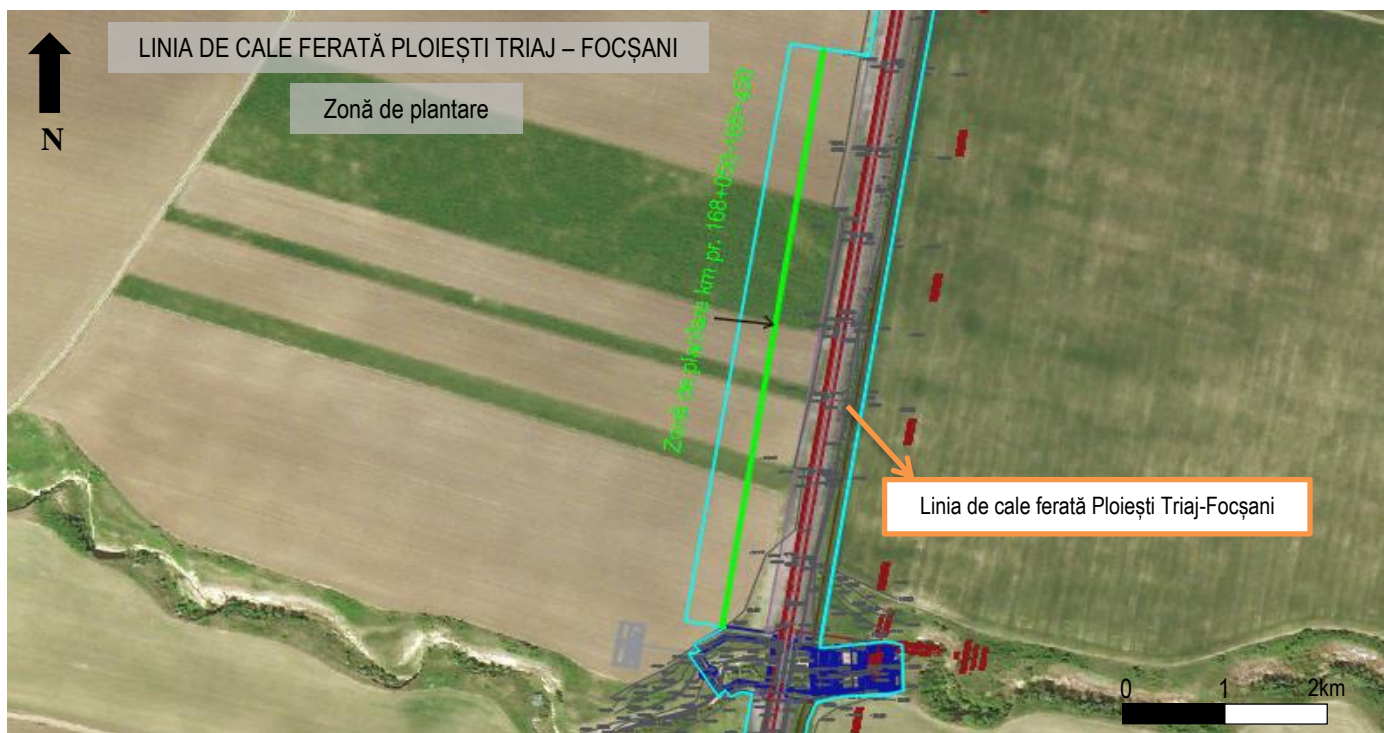 LINIA DE CALE FERATĂ PLOIEȘTI TRIAJ – FOCȘANI
Zonă de plantare
N
Zonă de plantare km pr. 168+050-168+450
Linia de cale ferată Ploiești Triaj-Focșani
0 1 2km